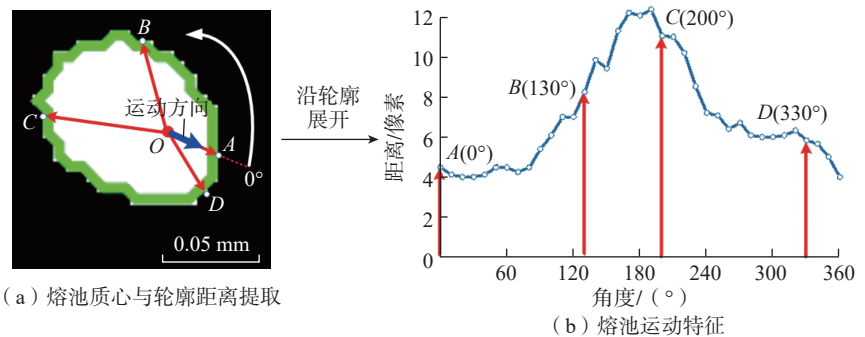 B
运动方向
C
O
A
0°
D
0.05 mm
（a）熔池质心与轮廓距离提取
沿轮廓
展开
12
10
8
6
4
2
0
距离/像素
A(0°)
B(130°)
C(200°)
D(330°)
60
120
180
240
300
360
角度/（°）
（b）熔池运动特征